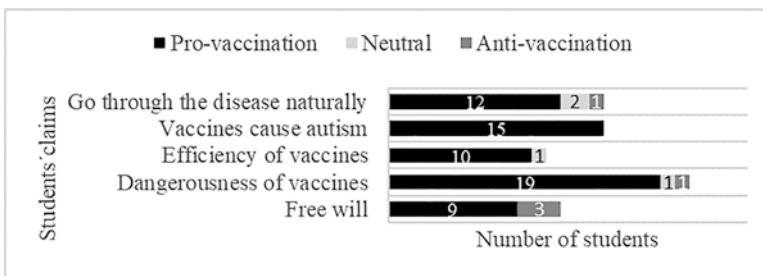 Pro-vaccination Neutral Anti-vaccination
Students´claims
Go through the disease naturally 12 2 1
Vaccines cause autism 15
Efficiency of vaccines 10 1
Dangerousness of vaccines 19 1 1
Free will 9 3
Number of students